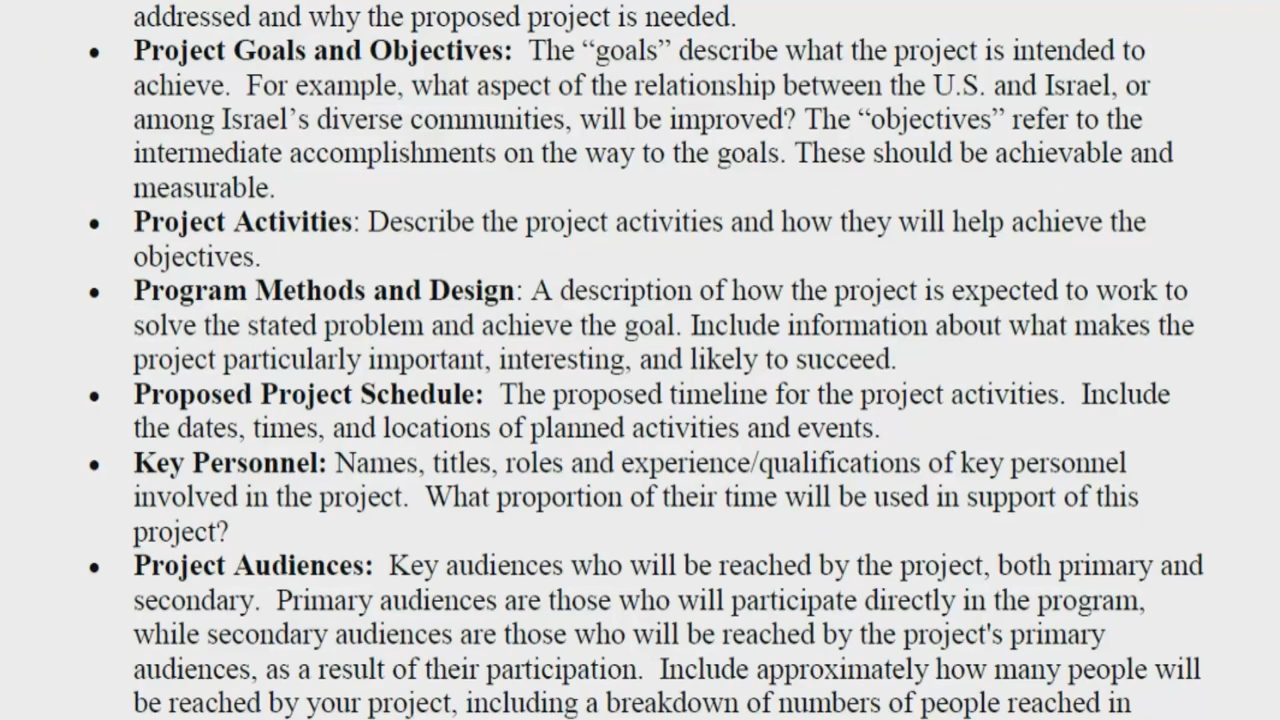 addressed and why the proposed project is needed.
• Project Goals and Objectives:  The “goals” describe what the project is intended to
achieve.  For example, what aspect of the relationship between the U.S. and Israel, or
among Israel’s diverse communities, will be improved? The “objectives” refer to the
intermediate accomplishments on the way to the goals. These should be achievable and
measurable.
• Project Activities: Describe the project activities and how they will help achieve the
objectives.
• Program Methods and Design: A description of how the project is expected to work to
solve the stated problem and achieve the goal. Include information about what makes the
project particularly important, interesting, and likely to succeed.
• Proposed Project Schedule:  The proposed timeline for the project activities.  Include
the dates, times, and locations of planned activities and events.
• Key Personnel: Names, titles, roles and experience/qualifications of key personnel
involved in the project.  What proportion of their time will be used in support of this
project?
• Project Audiences:  Key audiences who will be reached by the project, both primary and
secondary.  Primary audiences are those who will participate directly in the program,
while secondary audiences are those who will be reached by the project's primary
audiences, as a result of their participation.  Include approximately how many people will
be reached by your project, including a breakdown of numbers of people reached in